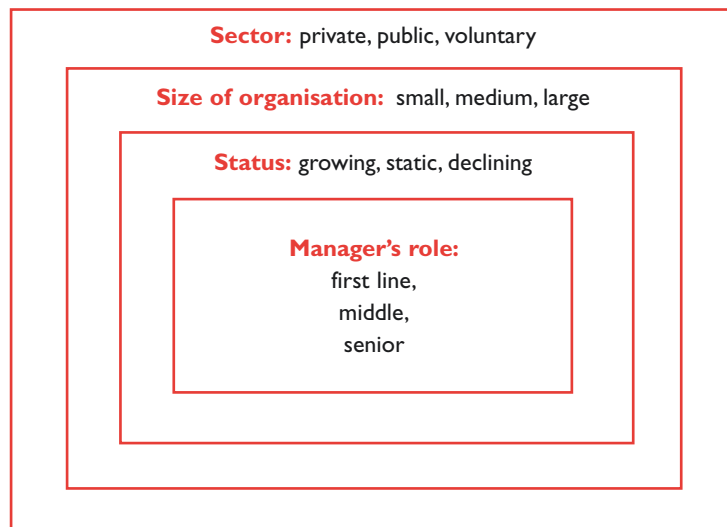 Sector: private, public, voluntary
Size of organisation: small, medium, large
Status: growing, static, declining
Manager’s role:
first line,
middle,
senior